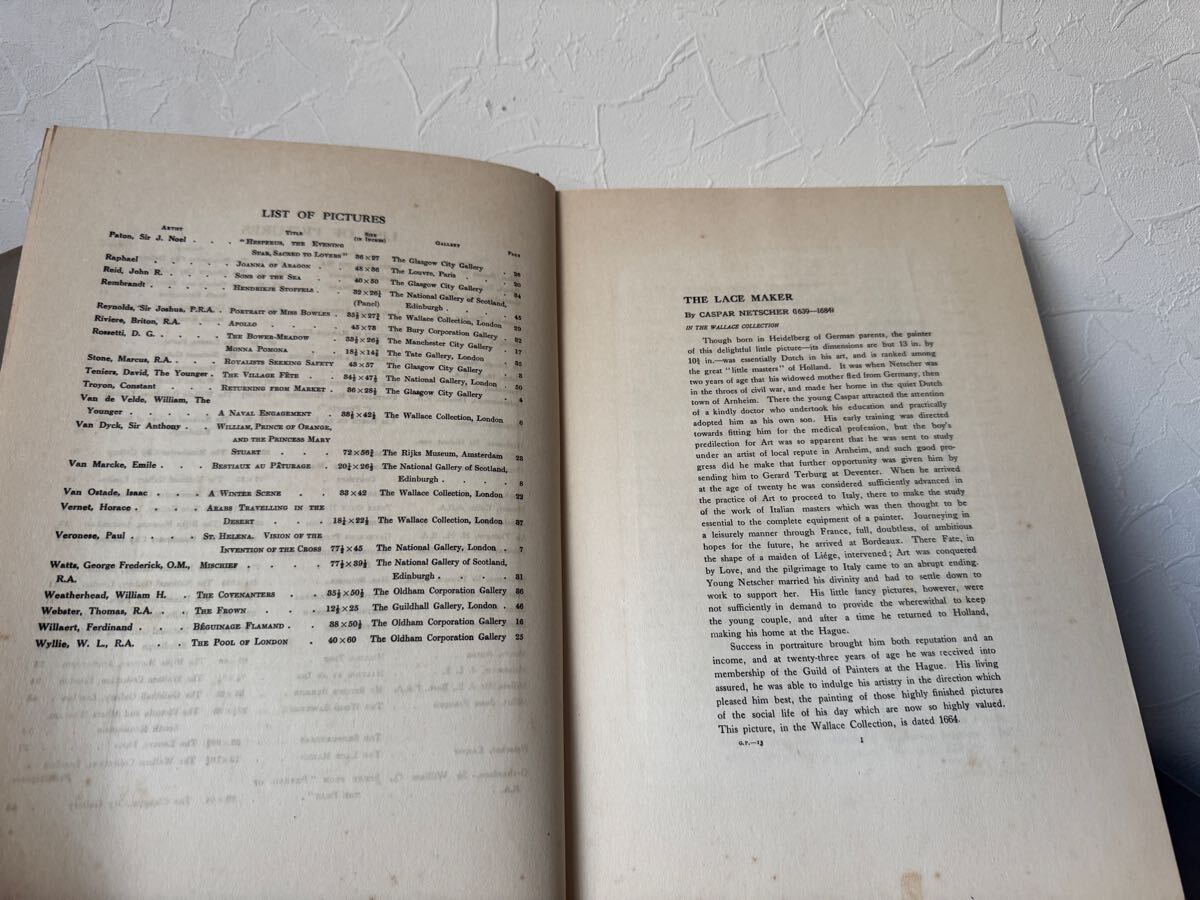 LIST OF PICTURES
ARTIST TITLE SIZE (IN INCHES) GALLERY PAGE
Paton, Sir J. Noel . . . "HESPERUS, THE EVENING
STAR, SACRED TO LOVERS" 36×27 The Glasgow City Gallery . 26
Raphael . . . . . JOANNA OF ARAGON . . 48×36 The Louvre, Paris . . 20
Reid, John R. . . . . SONS OF THE SEA . . 40×50 The Glasgow City Gallery . 34
Rembrandt . . . . HENDRIKJE STOFFELS . . 32×26½ The National Gallery of Scotland,
(Panel) Edinburgh . . . . 45
Reynolds, Sir Joshua, P.R.A. . PORTRAIT OF MISS BOWLES . 35½×27½ The Wallace Collection, London 29
Riviere, Briton, R.A. . . APOLLO . . . . 45×73 The Bury Corporation Gallery . 32
Rossetti, D. G. . . . THE BOWER-MEADOW . 33½×26½ The Manchester City Gallery . 17
MONNA POMONA . . 18½×14½ The Tate Gallery, London . 35
Stone, Marcus, R.A. . . . ROYALISTS SEEKING SAFETY 43×57 The Glasgow City Gallery . 3
Teniers, David, The Younger . THE VILLAGE FÊTE . . 34½×47½ The National Gallery, London . 50
Troyon, Constant . . . RETURNING FROM MARKET . 36×28½ The Glasgow City Gallery . 4
Van de Velde, William, The
Younger . . . . A NAVAL ENGAGEMENT . 33½×42½ The Wallace Collection, London 6
Van Dyck, Sir Anthony . . WILLIAM, PRINCE OF ORANGE,
AND THE PRINCESS MARY
STUART . . . 72×56¾ The Rijks Museum, Amsterdam 23
Van Marcke, Emile . . . BESTIAUX AU PÊTURAGE . 20½×26½ The National Gallery of Scotland,
Edinburgh . . . . 8
Van Ostade, Isaac . . . . A WINTER SCENE . . 33×42 The Wallace Collection, London 22
Vernet, Horace . . . . ARABS TRAVELLING IN THE
DESERT . . . 18½×22½ The Wallace Collection, London 37
Veronese, Paul . . . . ST. HELENA. VISION OF THE
INVENTION OF THE CROSS 77½×45 The National Gallery, London . 7
Watts, George Frederick, O.M., MISCHIEF . . . . 77½×39½ The National Gallery of Scotland,
R.A. Edinburgh . . . . 31
Weatherhead, William H. . THE COVENANTERS . 35½×50½ The Oldham Corporation Gallery 36
Webster, Thomas, R.A. . . THE FROWN . . . 12½×25 The Guildhall Gallery, London . 46
Willaert, Ferdinand . . . BÉGUINAGE FLAMAND . . 38×50½ The Oldham Corporation Gallery 16
Wyllie, W. L., R.A. . . . THE POOL OF LONDON . 40×60 The Oldham Corporation Gallery 25
THE LACE MAKER
By CASPAR NETSCHER (1639—1684)
IN THE WALLACE COLLECTION
Though born in Heidelberg of German parents, the painter
of this delightful little picture—its dimensions are but 13 in. by
10½ in.—was essentially Dutch in his art, and is ranked among
the great "little masters" of Holland. It was when Netscher was
two years of age that his widowed mother fled from Germany, then
in the throes of civil war, and made her home in the quiet Dutch
town of Arnheim. There the young Caspar attracted the attention
of a kindly doctor who undertook his education and practically
adopted him as his own son. His early training was directed
towards fitting him for the medical profession, but the boy's
predilection for Art was so apparent that he was sent to study
under an artist of local repute in Arnheim, and such good pro-
gress did he make that further opportunity was given him by
sending him to Gerard Terburg at Deventer. When he arrived
at the age of twenty he was considered sufficiently advanced in
the practice of Art to proceed to Italy, there to make the study
of the work of Italian masters which was then thought to be
essential to the complete equipment of a painter. Journeying in
a leisurely manner through France, full, doubtless, of ambitious
hopes for the future, he arrived at Bordeaux. There Fate, in
the shape of a maiden of Liége, intervened; Art was conquered
by Love, and the pilgrimage to Italy came to an abrupt ending.
Young Netscher married his divinity and had to settle down to
work to support her. His little fancy pictures, however, were
not sufficiently in demand to provide the wherewithal to keep
the young couple, and after a time he returned to Holland,
making his home at the Hague.
Success in portraiture brought him both reputation and an
income, and at twenty-three years of age he was received into
membership of the Guild of Painters at the Hague. His living
assured, he was able to indulge his artistry in the direction which
pleased him best, the painting of those highly finished pictures
of the social life of his day which are now so highly valued.
This picture, in the Wallace Collection, is dated 1664.
G.P.—1½ 1